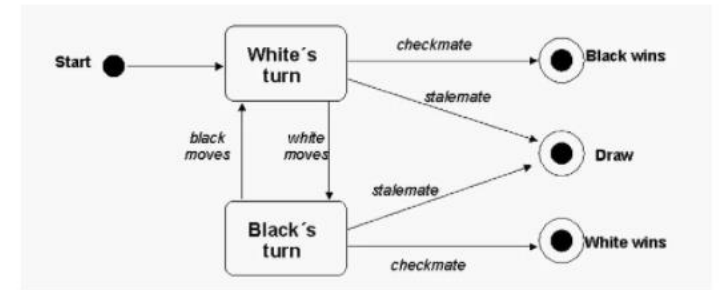 Start
White´s
turn
checkmate
Black wins
stalemate
black
moves
white
moves
Draw
stalemate
Black´s
turn
White wins
checkmate